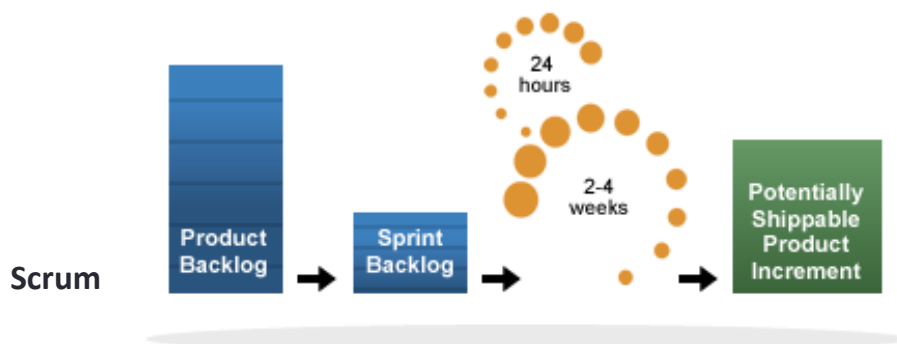 Scrum
Product
Backlog
Sprint
Backlog
24
hours
2-4
weeks
Potentially
Shippable
Product
Increment